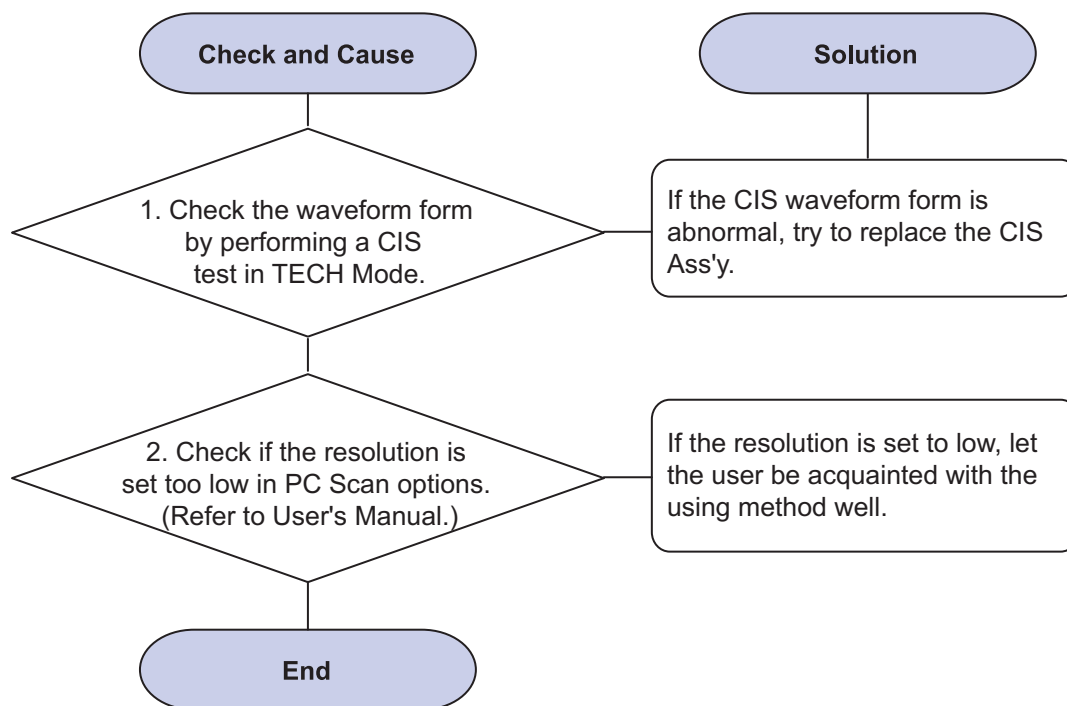 Check and Cause
Solution
1. Check the waveform form
by performing a CIS
test in TECH Mode.
If the CIS waveform form is
abnormal, try to replace the CIS
Ass'y.
2. Check if the resolution is
set too low in PC Scan options.
(Refer to User's Manual.)
If the resolution is set to low, let
the user be acquainted with the
using method well.
End